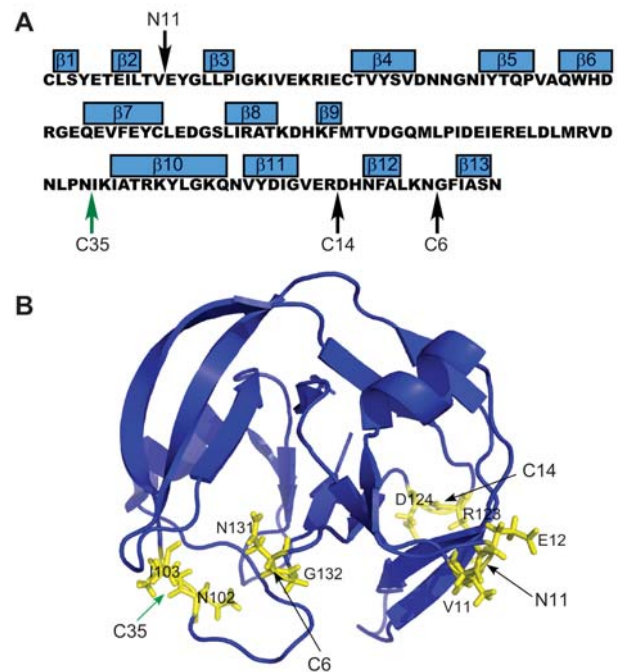 A
N11
β1 β2 β3 β4 β5 β6
CLSYETEILTVEYGLLPIGKIVEKRIECTVYSVDNNGNIYTQPVAQWHD
β7 β8 β9
RGEQEVFEYCLEDGSLIRATKDHKFMTVDGQMLPIDEIERELDLMRVD
β10 β11 β12 β13
NLPNIKIATRKYLGKQNVYDIGVERDHNFALKNGFIASN
C35 C14 C6
B
C14
D124
R123
E12
N131
I103
G132
N102
V11
N11
C35
C6